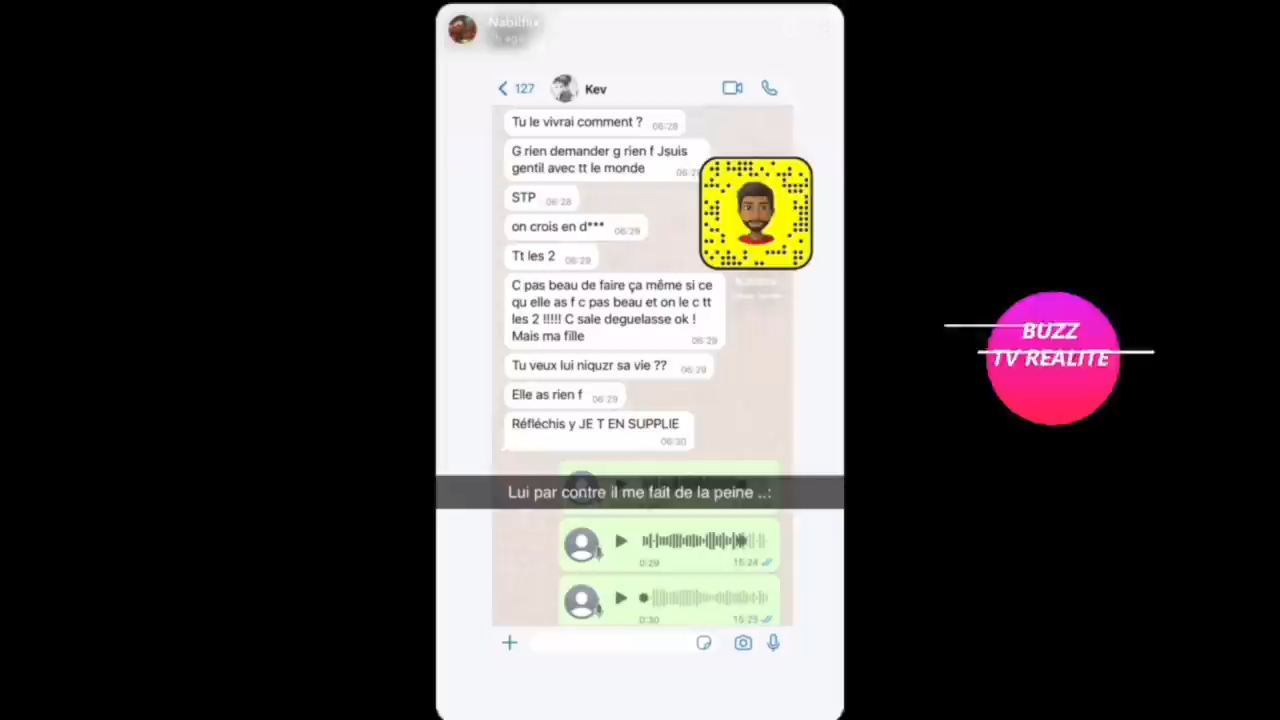 Nabilflix
h ago
127
Kev
Tu le vivrai comment ? 06:28
G rien demander g rien f Jsuis
gentil avec tt le monde
STP 06:28
on crois en d*** 06:29
Tt les 2 06:29
C pas beau de faire ça même si ce
qu elle as f c pas beau et on le c tt
les 2 !!!!! C sale deguelasse ok !
Mais ma fille 06:29
Tu veux lui niquzr sa vie ?? 06:29
Elle as rien f 06:29
Réfléchis y JE T EN SUPPLIE
06:30
Lui par contre il me fait de la peine ..:
0:29 15:24
0:30 15:25
BUZZ
TV REALITE